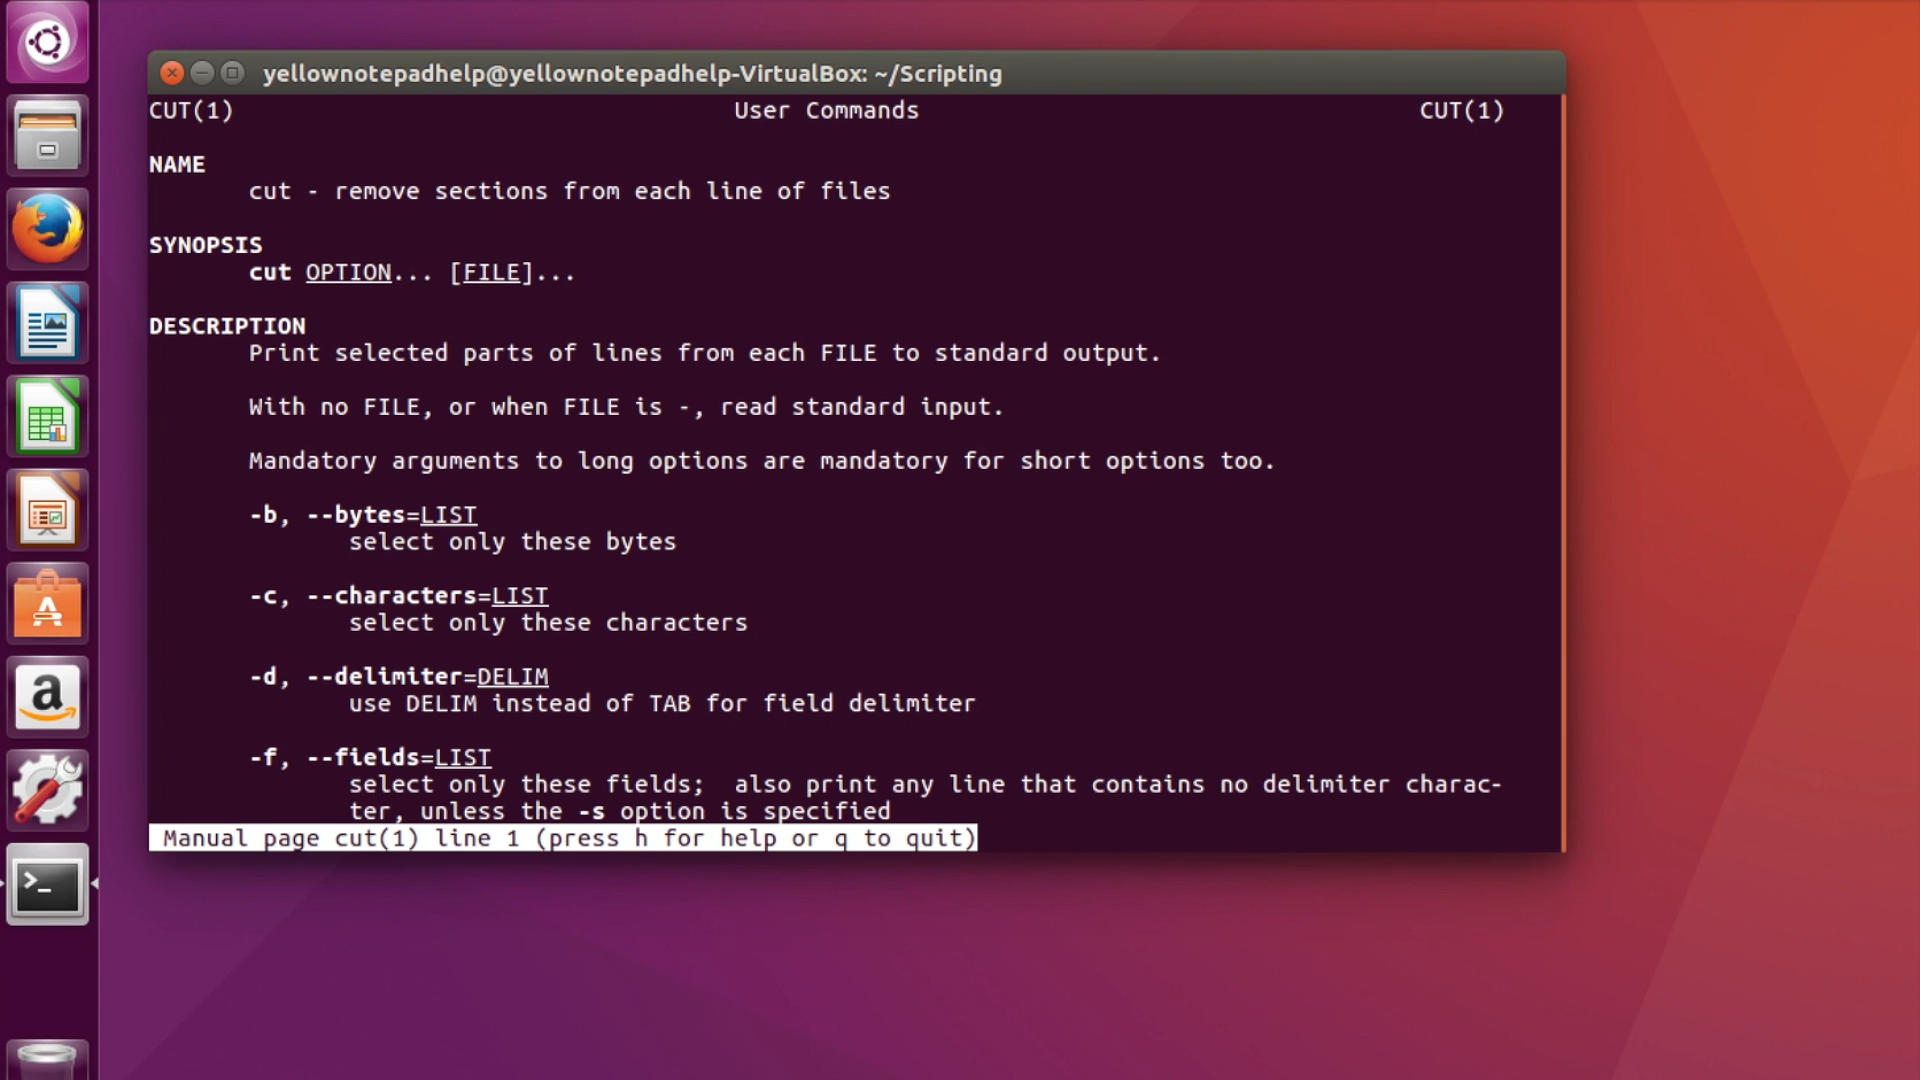 yellownotepadhelp@yellownotepadhelp-VirtualBox: ~/Scripting
CUT(1) User Commands CUT(1)
NAME
cut - remove sections from each line of files
SYNOPSIS
cut OPTION... [FILE]...
DESCRIPTION
Print selected parts of lines from each FILE to standard output.
With no FILE, or when FILE is -, read standard input.
Mandatory arguments to long options are mandatory for short options too.
-b, --bytes=LIST
select only these bytes
-c, --characters=LIST
select only these characters
-d, --delimiter=DELIM
use DELIM instead of TAB for field delimiter
-f, --fields=LIST
select only these fields;  also print any line that contains no delimiter charac-
ter, unless the -s option is specified
Manual page cut(1) line 1 (press h for help or q to quit)